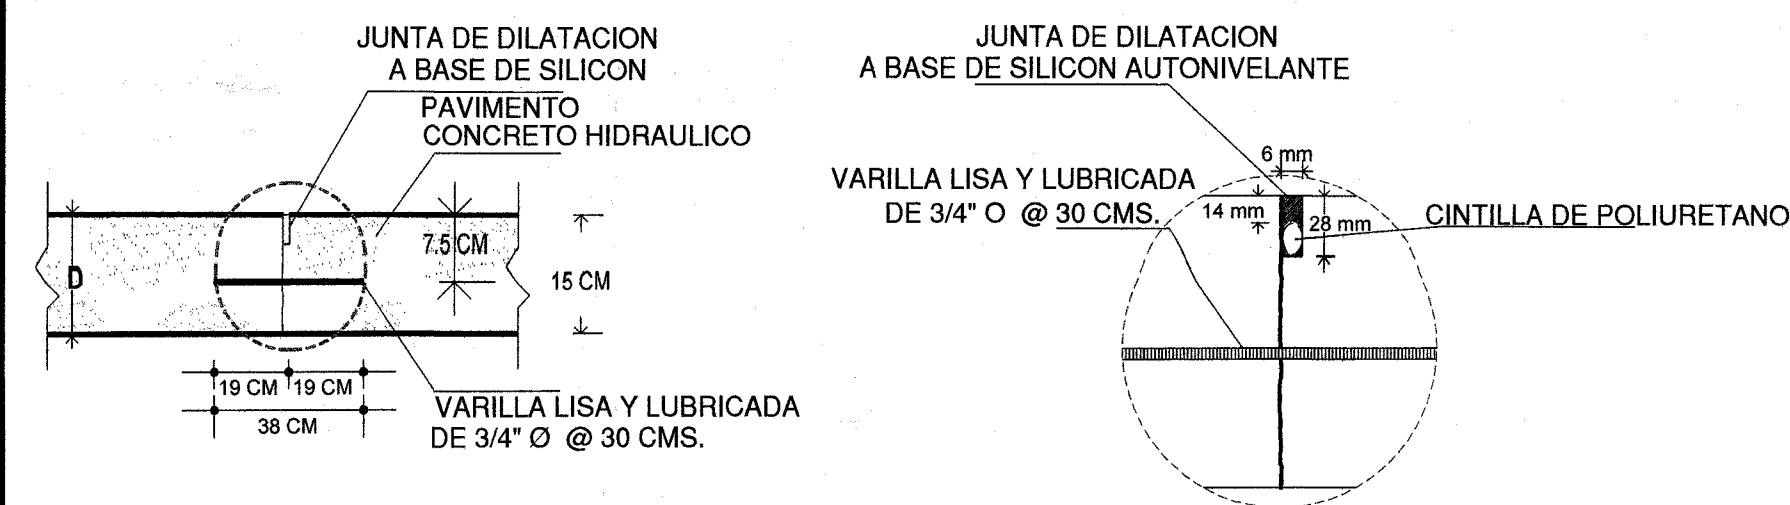 JUNTA DE DILATACION
A BASE DE SILICON
PAVIMENTO
CONCRETO HIDRAULICO
7.5 CM
D
15 CM
19 CM
19 CM
38 CM
VARILLA LISA Y LUBRICADA
DE 3/4" Ø @ 30 CMS.
JUNTA DE DILATACION
A BASE DE SILICON AUTONIVELANTE
6 mm
VARILLA LISA Y LUBRICADA
DE 3/4" O @ 30 CMS.
14 mm
28 mm
CINTILLA DE POLIURETANO